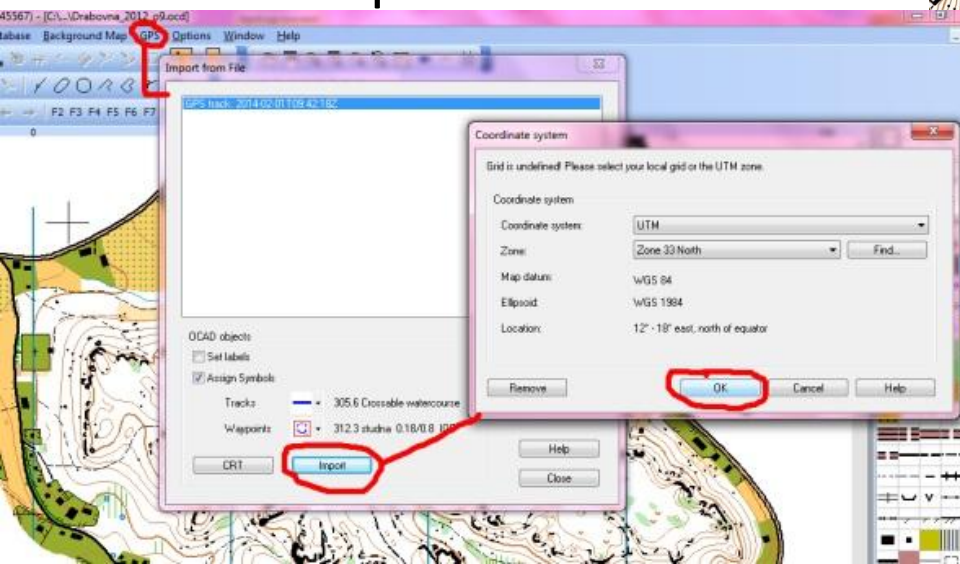 45567) - [C:\...\Drabovna_2012_o9.ocd]
tabase Background Map GPS Options Window Help
F2 F3 F4 F5 F6 F7
0
Import from File
GPS track: 2014-02-01T09:42:18Z
OCAD objects
Set labels
Assign Symbols
Tracks 305.6 Crossable watercourse
Waypoints 312.3 studna 0.18/0.8
CRT
Import
Help
Close
Coordinate system
Grid is undefined! Please select your local grid or the UTM zone.
Coordinate system
Coordinate system: UTM
Zone: Zone 33 North Find...
Map datum: WGS 84
Ellipsoid: WGS 1984
Location: 12° - 18° east, north of equator
Remove OK Cancel Help